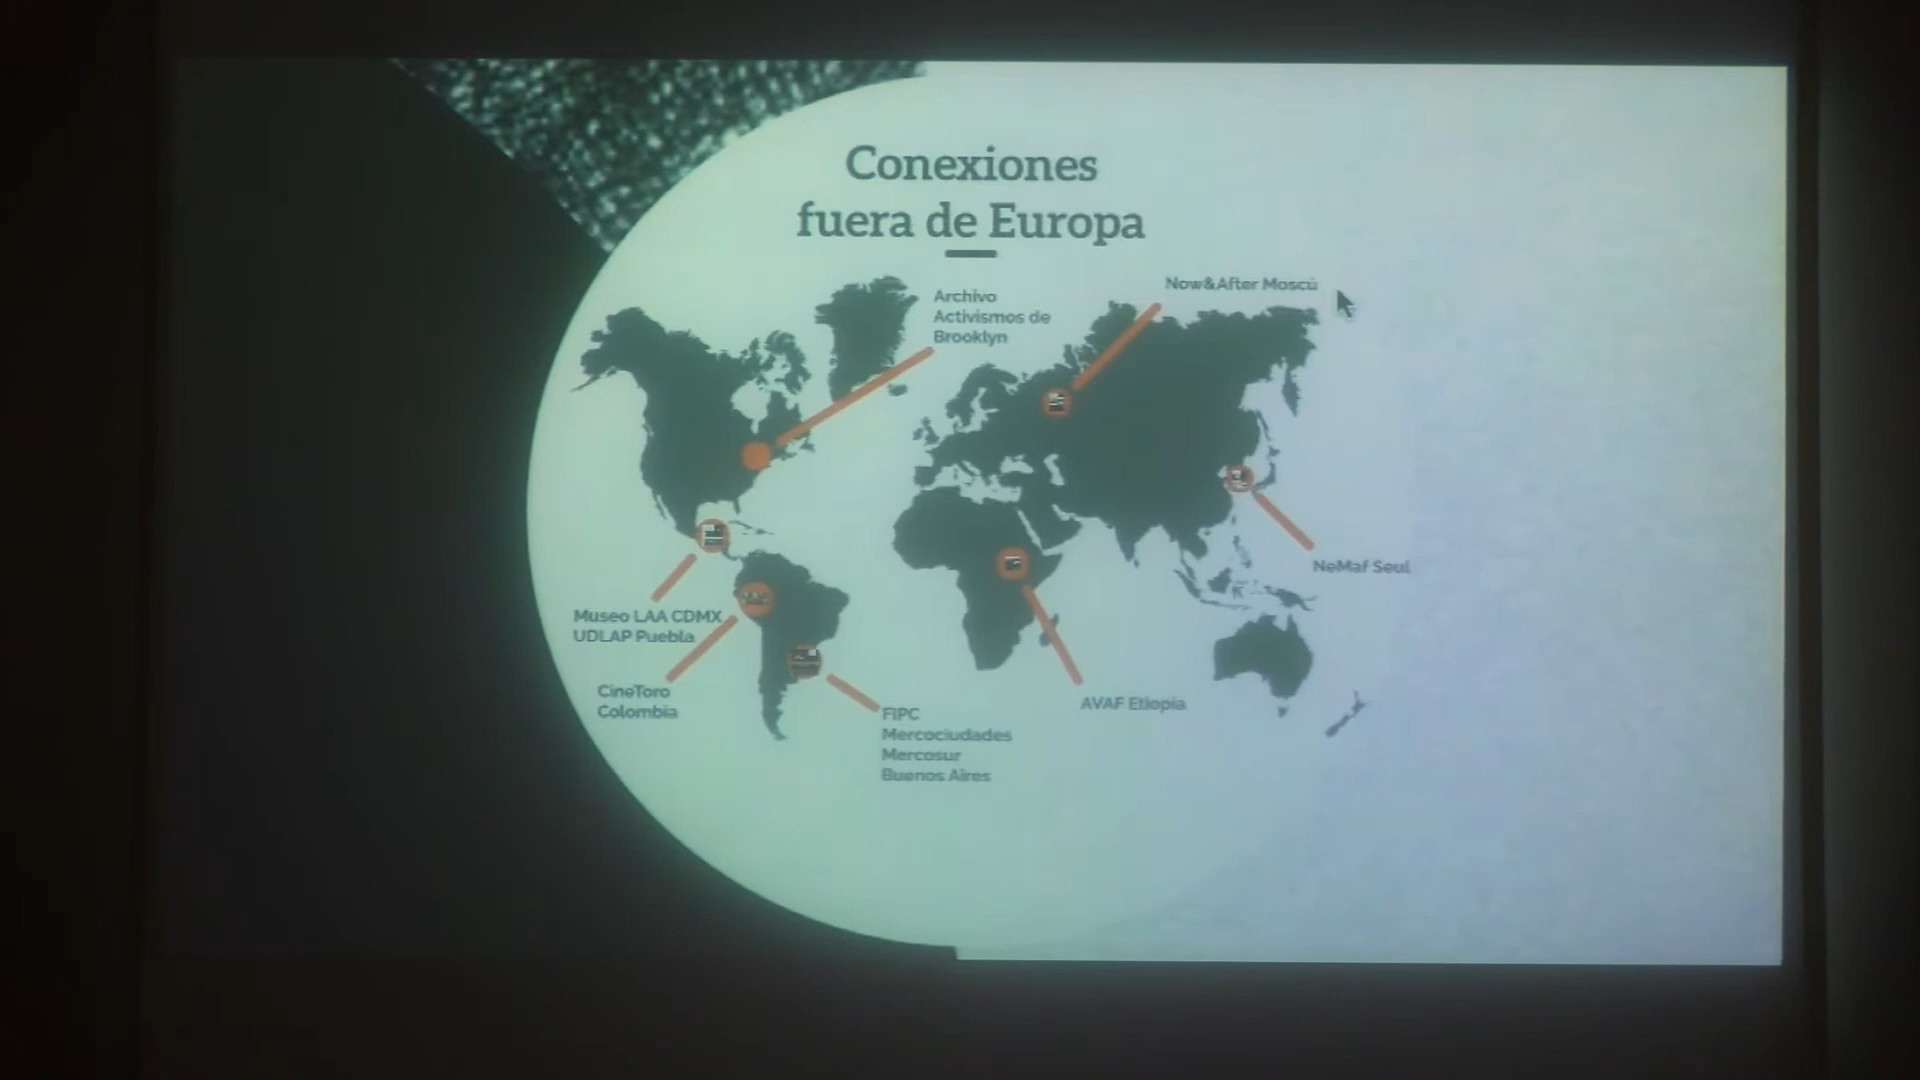 Conexiones
fuera de Europa
Archivo
Activismos de
Brooklyn
Now&After Moscú
NeMaf Seul
Museo LAA CDMX
UDLAP Puebla
CineToro
Colombia
FIPC
Mercociudades
Mercosur
Buenos Aires
AVAF Etiopía